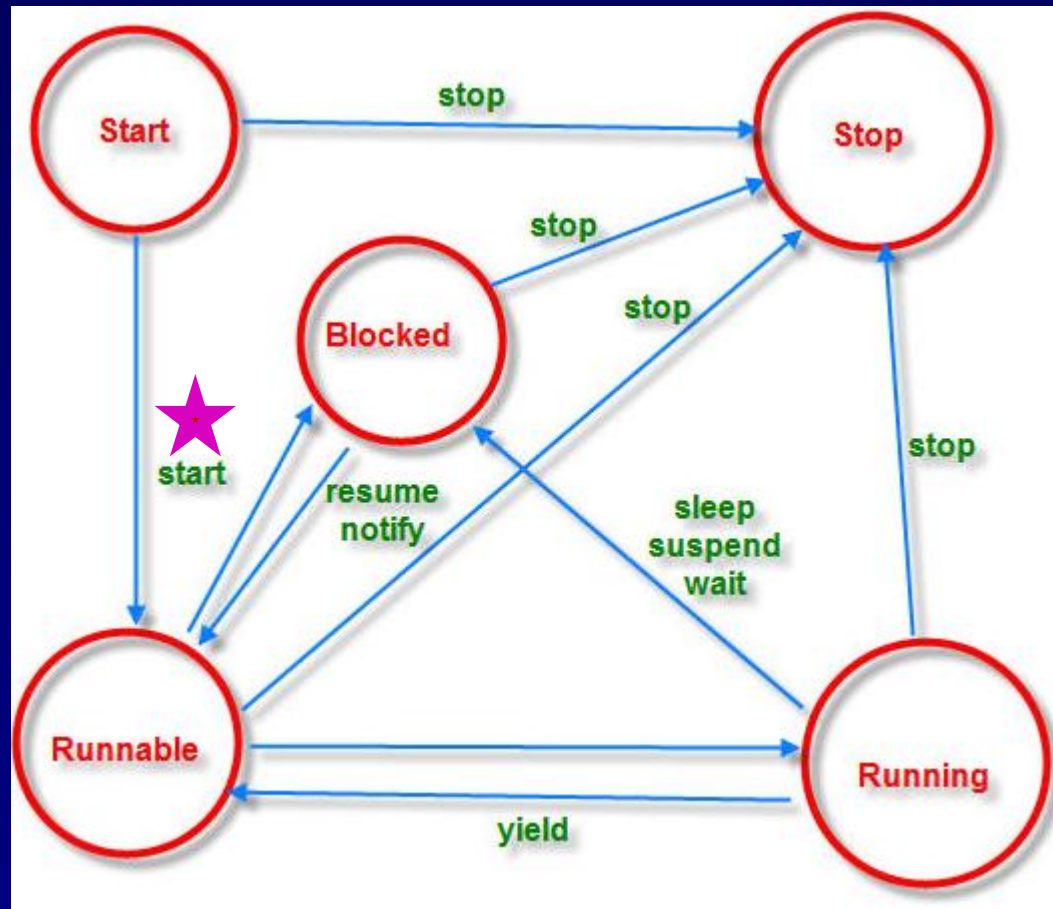 Start
stop
Stop
stop
Blocked
stop
start
resume
notify
sleep
suspend
wait
stop
Runnable
Running
yield